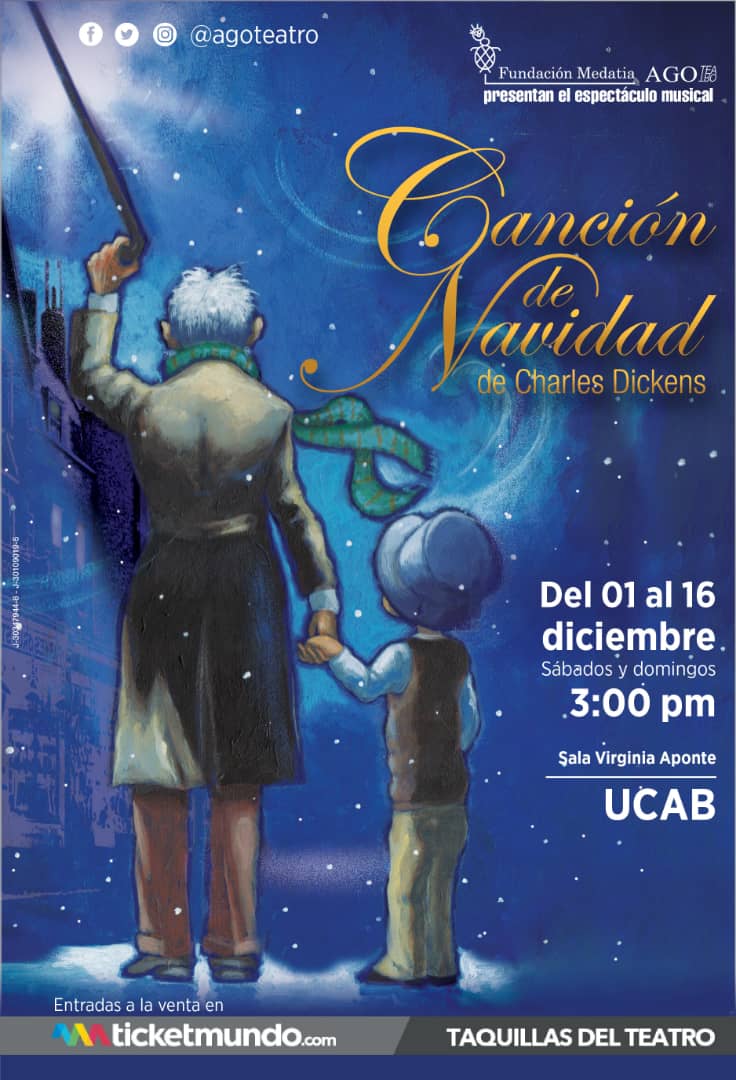 @agoteatro
Fundación Medatia AGO TEATRO
presentan el espectáculo musical
Canción
de
Navidad
de Charles Dickens
Del 01 al 16
diciembre
Sábados y domingos
3:00 pm
Sala Virginia Aponte
UCAB
Entradas a la venta en
ticketmundo.com
TAQUILLAS DEL TEATRO